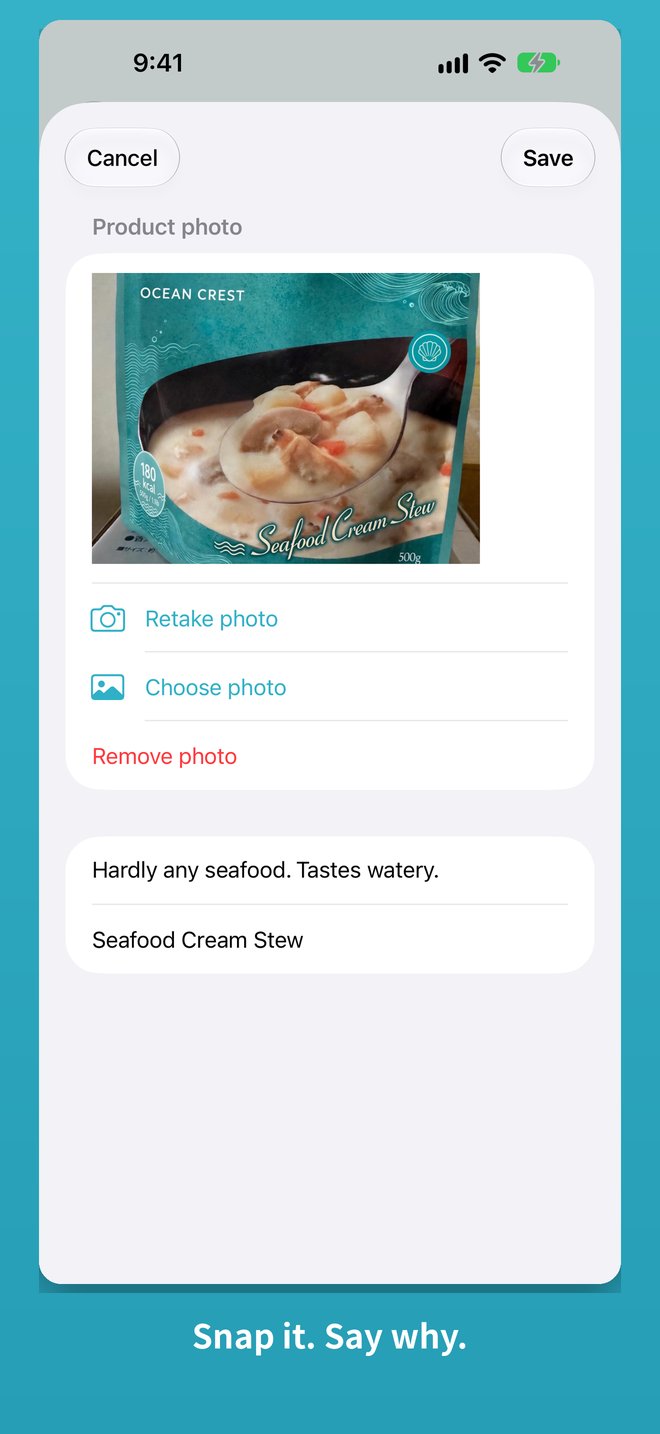 9:41
Cancel
Save
Product photo
OCEAN CREST
180
kcal
Seafood Cream Stew
500g
Retake photo
Choose photo
Remove photo
Hardly any seafood. Tastes watery.
Seafood Cream Stew
Snap it. Say why.